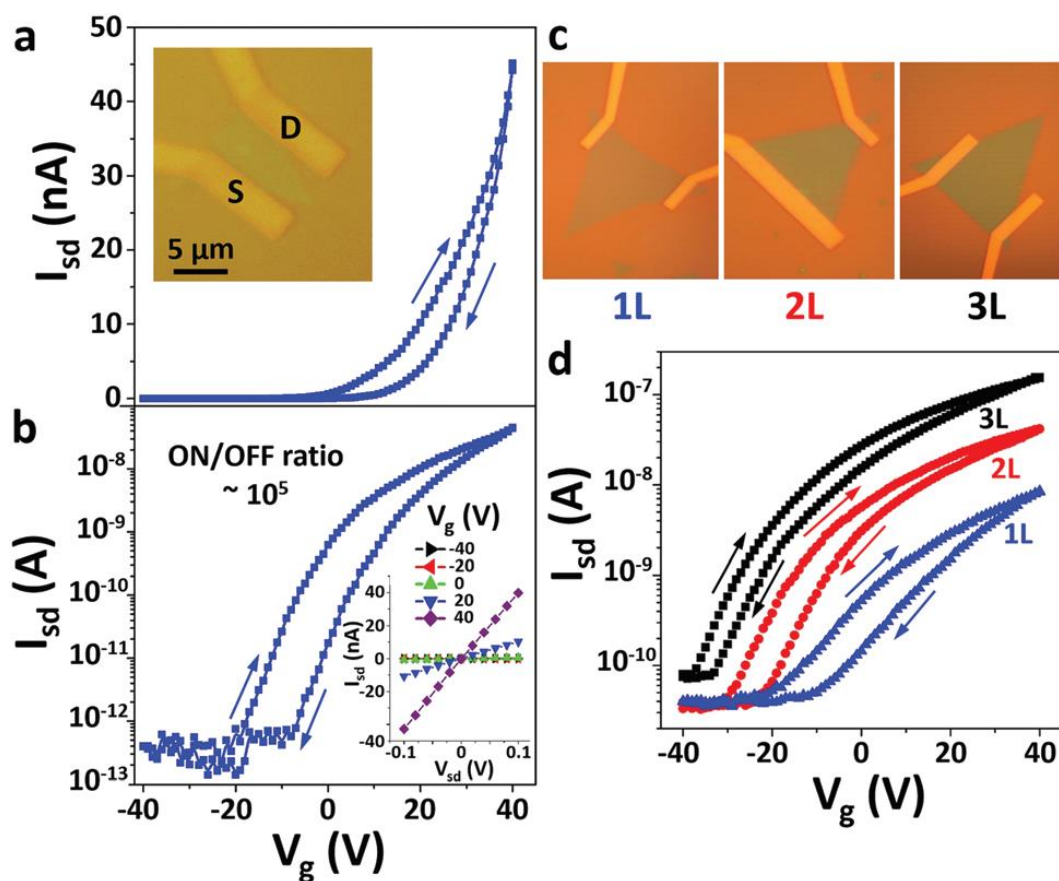 a
50
40
30
20
10
0
I_sd (nA)
D
S
5 µm
b
ON/OFF ratio
~ 10⁵
10⁻⁸
10⁻⁹
10⁻¹⁰
10⁻¹¹
10⁻¹²
10⁻¹³
I_sd (A)
V_g (V)
-40
-20
0
20
40
40
20
0
-20
-40
I_sd (nA)
-0.1 0 0.1
V_sd (V)
-40 -20 0 20 40
V_g (V)
c
1L 2L 3L
d
10⁻⁷
10⁻⁸
10⁻⁹
10⁻¹⁰
I_sd (A)
3L
2L
1L
-40 -20 0 20 40
V_g (V)